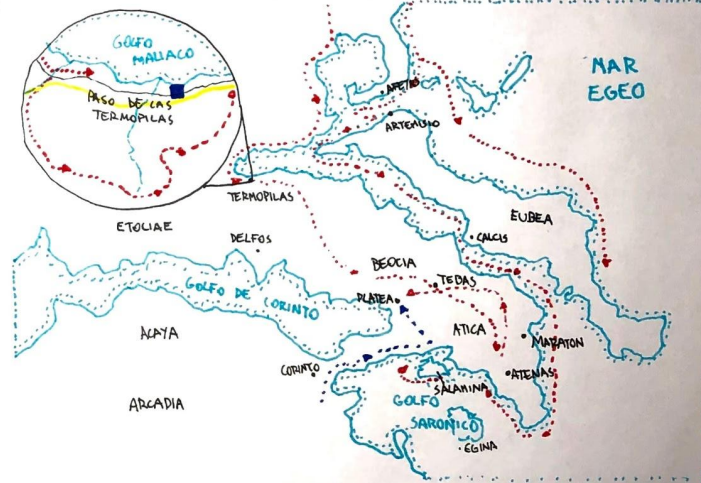 GOLFO
MALIACO
PASO DE LAS
TERMOPILAS
MAR
EGEO
AFETAS
ARTEMISIO
TERMOPILAS
ETOLIAE
DELFOS
EUBEA
CALCIS
BEOCIA
TEBAS
PLATEA
GOLFO DE CORINTO
ATICA
MARATON
ACAYA
CORINTO
ATENAS
SALAMINA
ARCADIA
GOLFO
SARONICO
EGINA